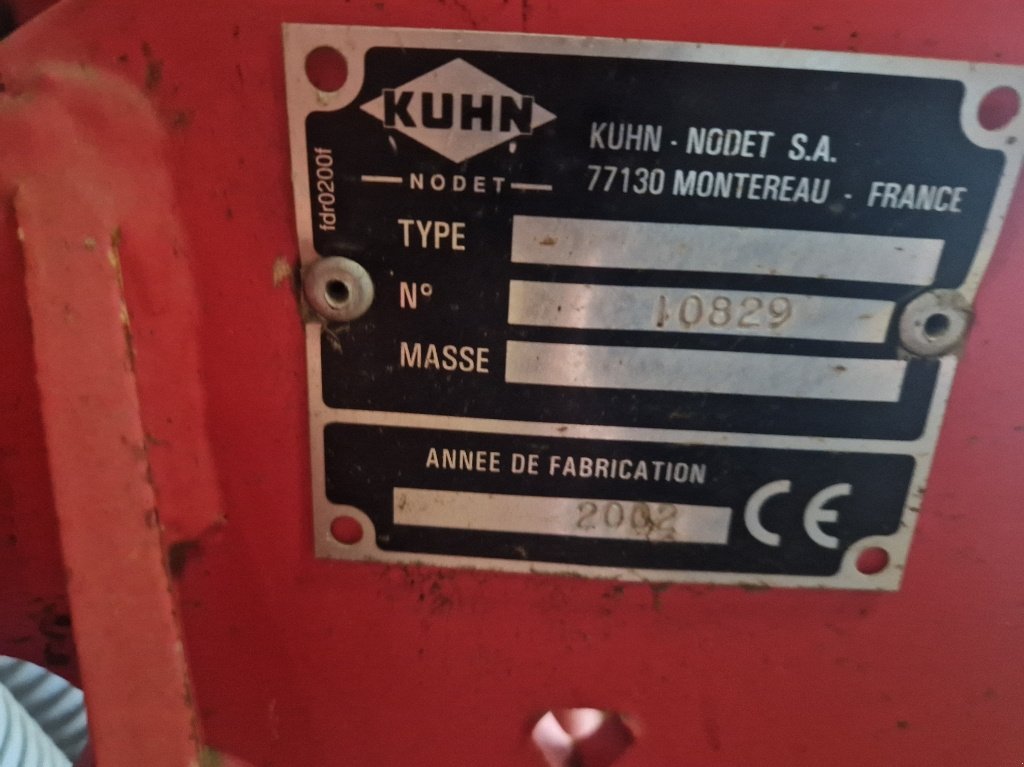 KUHN
NODET
KUHN - NODET S.A.
77130 MONTEREAU - FRANCE
fdr0200f
TYPE
N° 10829
MASSE
ANNEE DE FABRICATION
2002
CE